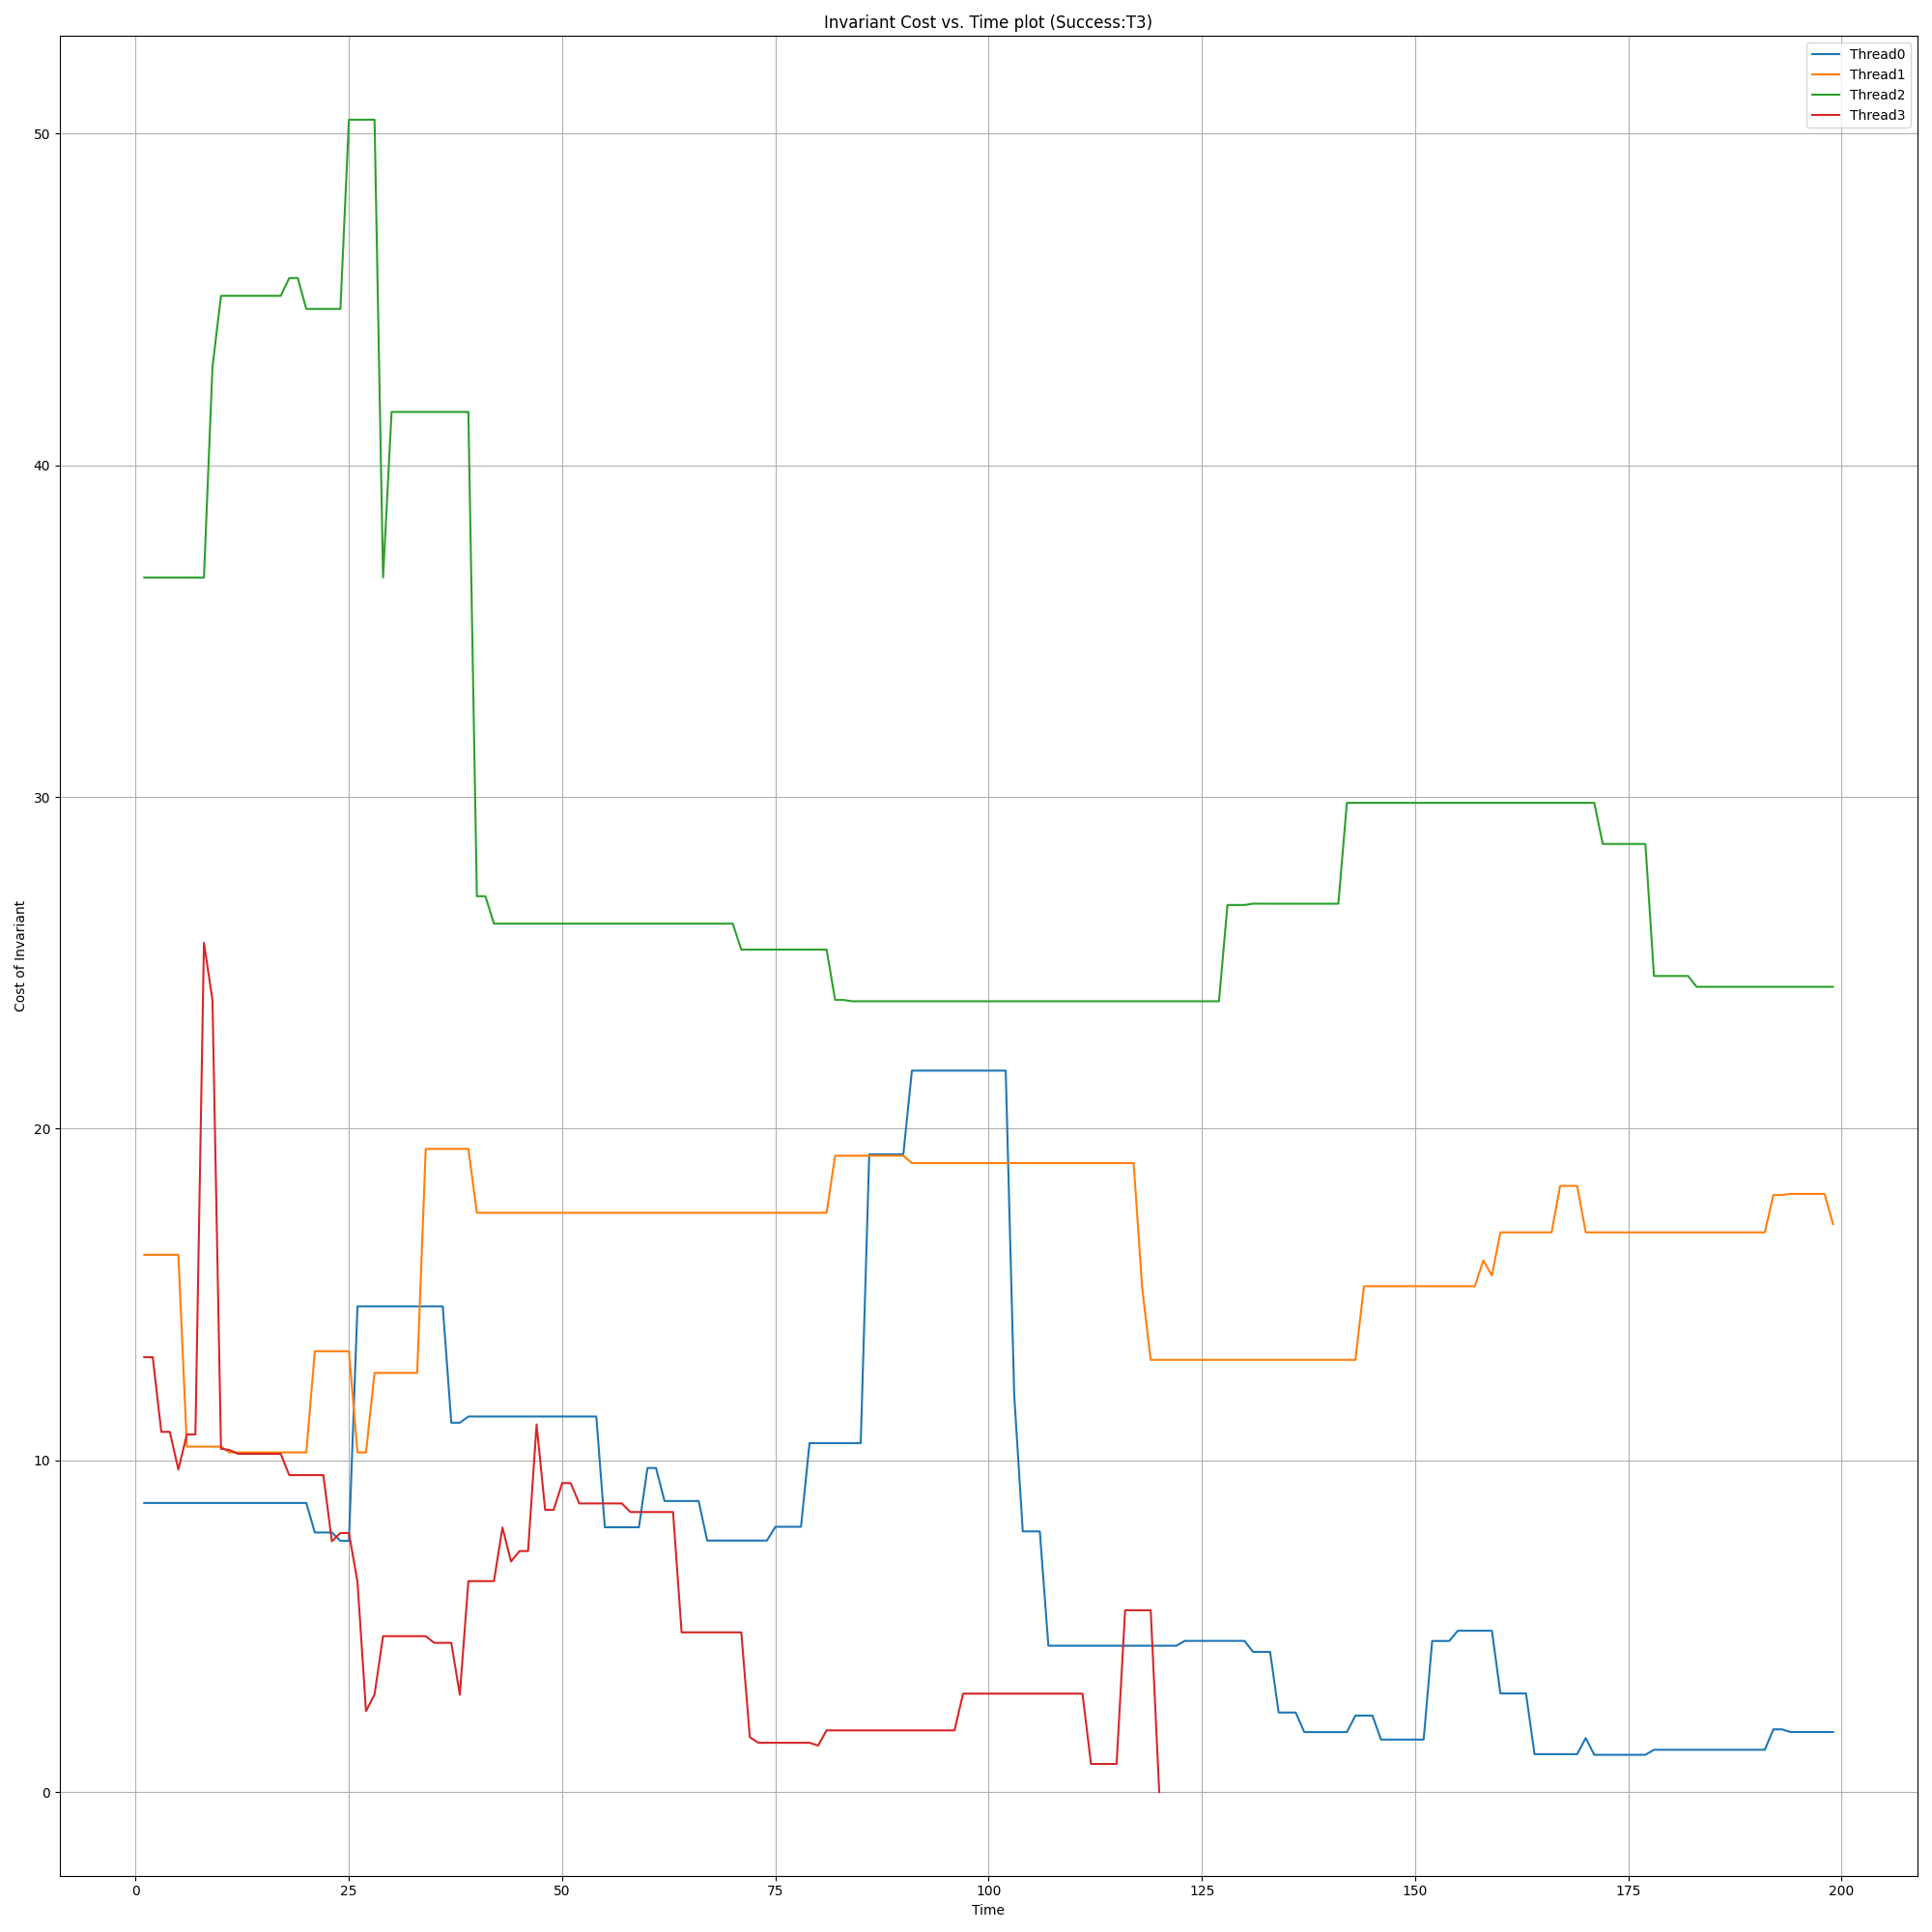 Invariant Cost vs. Time plot (Success:T3)
Thread0
Thread1
Thread2
Thread3
Cost of Invariant
50
40
30
20
10
0
0 25 50 75 100 125 150 175 200
Time